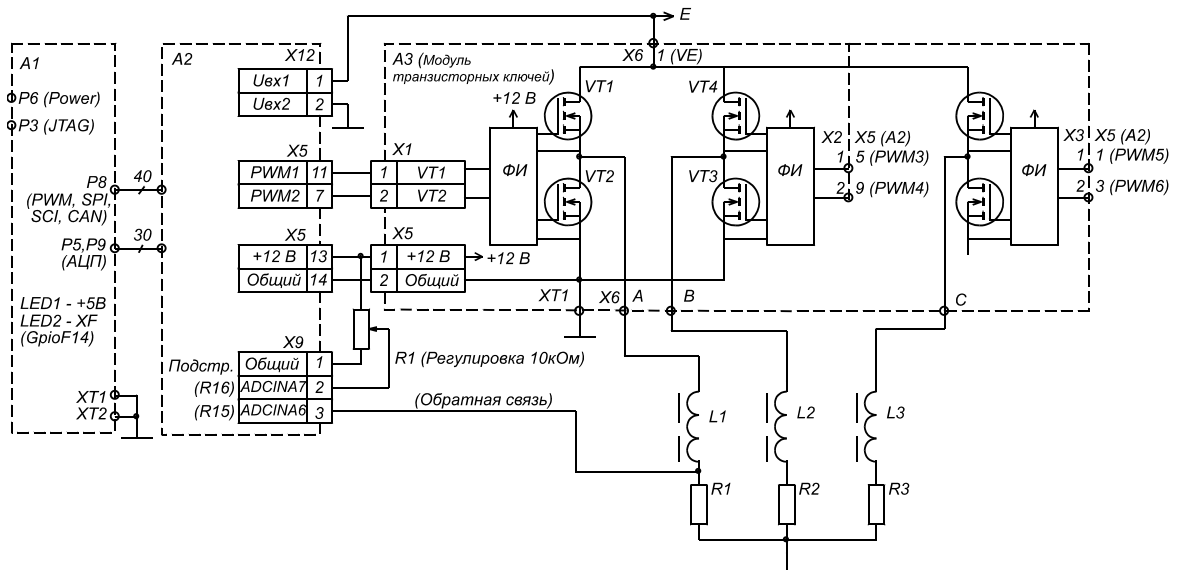 E
A1
P6 (Power)
P3 (JTAG)
P8
(PWM, SPI,
SCI, CAN)
P5,P9
(АЦП)
LED1 - +5В
LED2 - XF
(GpioF14)
XT1
XT2
40
30
A2
X12
Uвх1 1
Uвх2 2
X5
PWM1 11
PWM2 7
X5
+12 В 13
Общий 14
X9
Подстр. Общий 1
(R16) ADCINA7 2
(R15) ADCINA6 3
A3 (Модуль
транзисторных ключей)
X6 1 (VE)
X1
1 VT1
2 VT2
X5
1 +12 В
2 Общий
+12 В
+12 В
ФИ
VT1
VT2
VT4
VT3
ФИ
X2
1
2
X5 (A2)
5 (PWM3)
9 (PWM4)
ФИ
X3
1
2
X5 (A2)
1 (PWM5)
3 (PWM6)
XT1
X6 A
B
C
R1 (Регулировка 10кОм)
(Обратная связь)
L1
L2
L3
R1
R2
R3